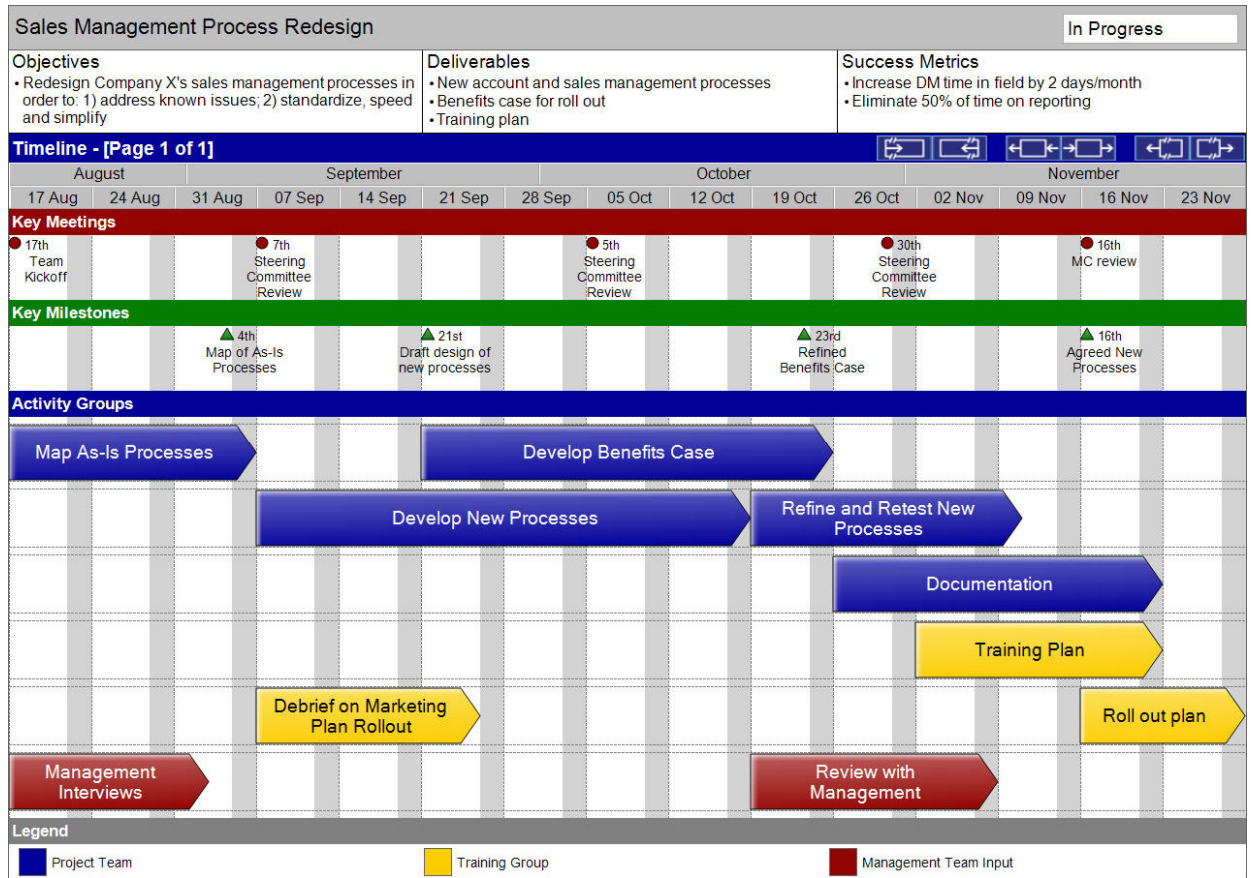 Sales Management Process Redesign
In Progress
Objectives
• Redesign Company X's sales management processes in
order to: 1) address known issues; 2) standardize, speed
and simplify
Deliverables
• New account and sales management processes
• Benefits case for roll out
• Training plan
Success Metrics
• Increase DM time in field by 2 days/month
• Eliminate 50% of time on reporting
Timeline - [Page 1 of 1]
August September October November
17 Aug 24 Aug 31 Aug 07 Sep 14 Sep 21 Sep 28 Sep 05 Oct 12 Oct 19 Oct 26 Oct 02 Nov 09 Nov 16 Nov 23 Nov
Key Meetings
17th
Team
Kickoff
7th
Steering
Committee
Review
5th
Steering
Committee
Review
30th
Steering
Committee
Review
16th
MC review
Key Milestones
4th
Map of As-Is
Processes
21st
Draft design of
new processes
23rd
Refined
Benefits Case
16th
Agreed New
Processes
Activity Groups
Map As-Is Processes
Develop Benefits Case
Develop New Processes
Refine and Retest New
Processes
Documentation
Training Plan
Debrief on Marketing
Plan Rollout
Roll out plan
Management
Interviews
Review with
Management
Legend
Project Team
Training Group
Management Team Input